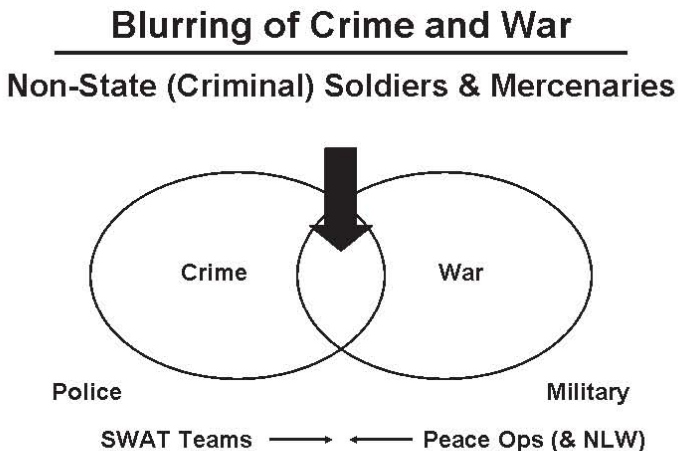 Blurring of Crime and War
Non-State (Criminal) Soldiers & Mercenaries
Crime
War
Police
Military
SWAT Teams
Peace Ops (& NLW)